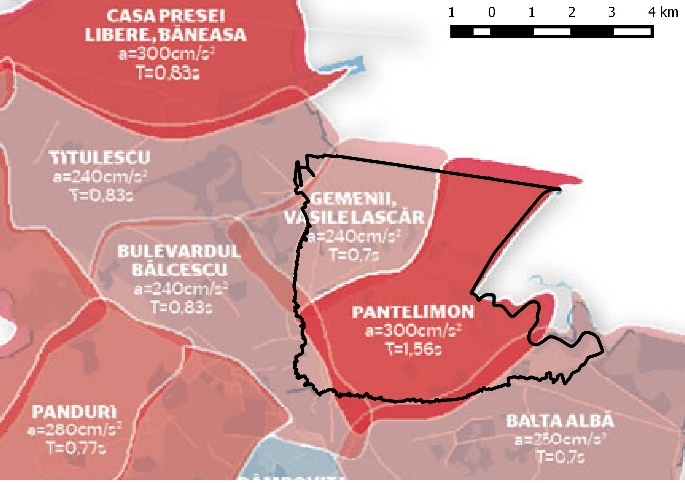 CASA PRESEI
LIBERE, BĂNEASA
a=300cm/s²
T=0,83s
1 0 1 2 3 4 km
TITULESCU
a=240cm/s²
T=0,83s
GEMENII,
VASILE LASCĂR
a=240cm/s²
T=0,7s
BULEVARDUL
BĂLCESCU
a=240cm/s²
T=0,83s
PANTELIMON
a=300cm/s²
T=1,56s
PANDURI
a=280cm/s²
T=0,77s
BALTA ALBĂ
a=250cm/s²
T=0,7s